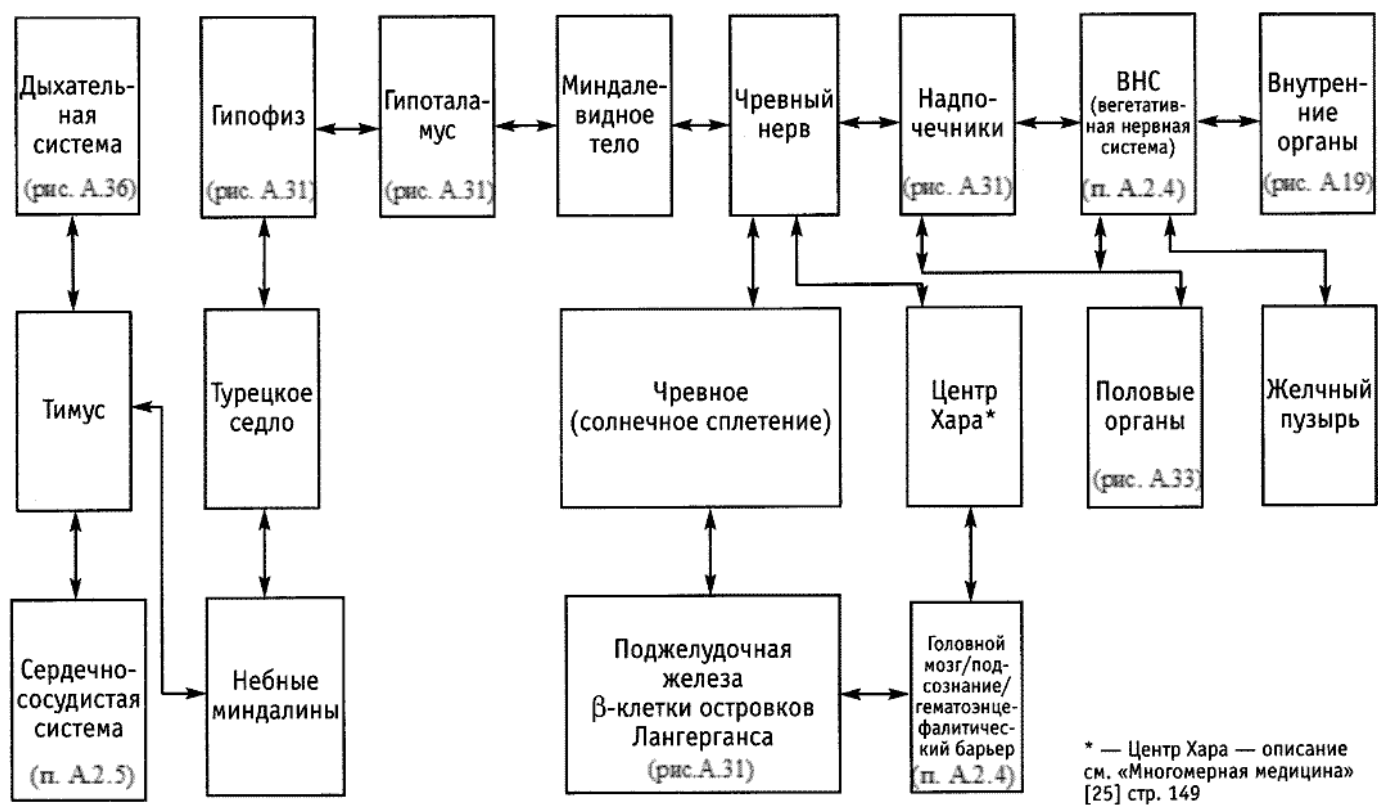 Дыхатель-
ная
система
(рис. А.36)
Гипофиз
(рис. А.31)
Гипотала-
мус
(рис. А.31)
Миндале-
видное
тело
Чревный
нерв
Надпо-
чечники
(рис. А.31)
ВНС
(вегетатив-
ная нервная
система)
(п. А.2.4)
Внутрен-
ние
органы
(рис. А.19)
Тимус
Турецкое
седло
Чревное
(солнечное сплетение)
Центр
Хара*
Половые
органы
(рис. А.33)
Желчный
пузырь
Сердечно-
сосудистая
система
(п. А.2.5)
Небные
миндалины
Поджелудочная
железа
β-клетки островков
Лангерганса
(рис.А.31)
Головной
мозг/под-
сознание/
гематоэнце-
фалитичес-
кий барьер
(п. А.2.4)
* — Центр Хара — описание
см. «Многомерная медицина»
[25] стр. 149